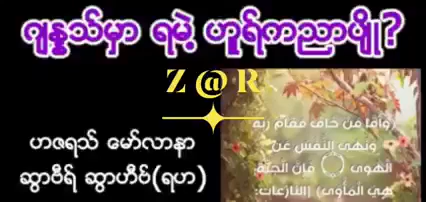 ဂျန္နသ်မှာ ရမဲ့ ဟူရ်ကညာပျို?
Z @ R
ဟဇရသ် မော်လာနာ
ဆွာဗီရ် ဆွာဟီဗ်(ရဟ)
وأما من خاف مقام ربه
ونهى النفس عن
الهوى ۝ فإن الجنة
هي المأوى) [النازعات: